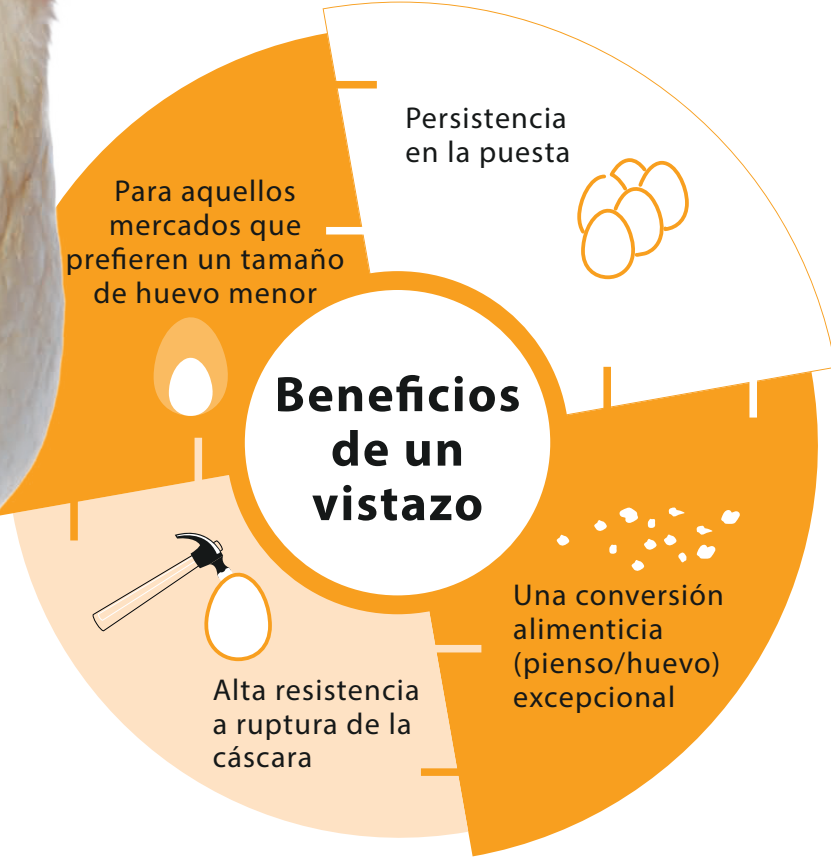 Beneficios
de un
vistazo
Persistencia
en la puesta
Una conversión
alimenticia
(pienso/huevo)
excepcional
Alta resistencia
a ruptura de la
cáscara
Para aquellos
mercados que
prefieren un tamaño
de huevo menor